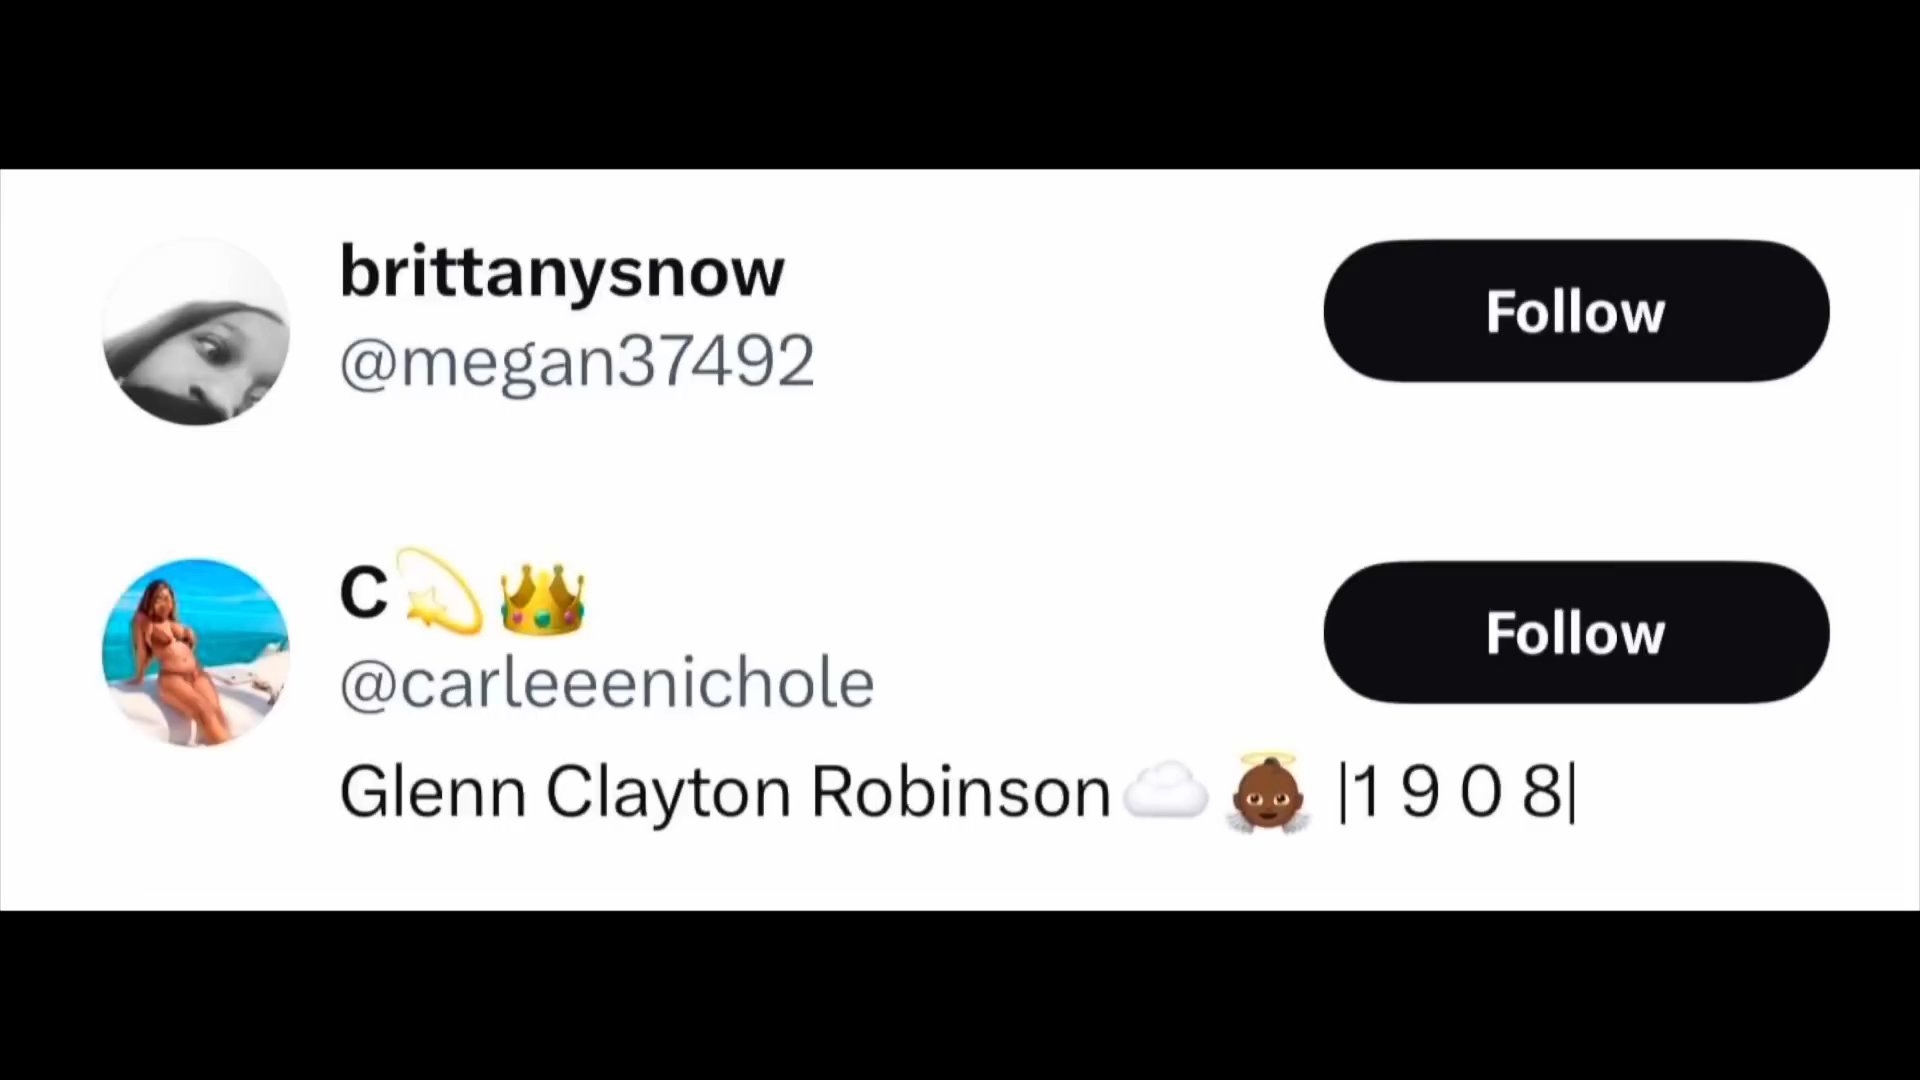 brittanysnow
@megan37492
Follow
C💫👑
@carleeenichole
Follow
Glenn Clayton Robinson☁️👼🏾 |1 9 0 8|